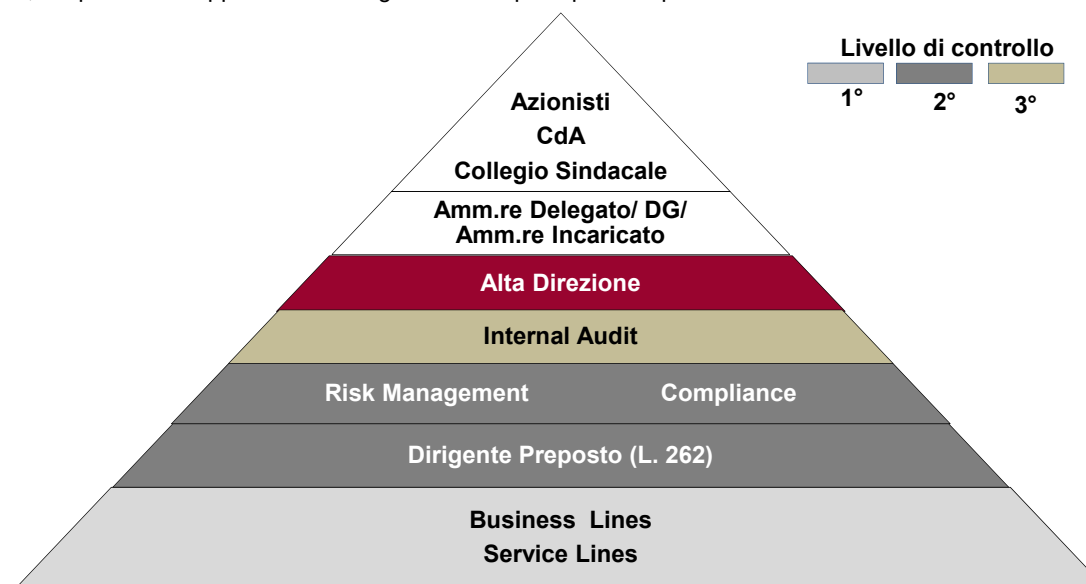 Livello di controllo
1° 2° 3°
Azionisti
CdA
Collegio Sindacale
Amm.re Delegato/ DG/
Amm.re Incaricato
Alta Direzione
Internal Audit
Risk Management Compliance
Dirigente Preposto (L. 262)
Business Lines
Service Lines